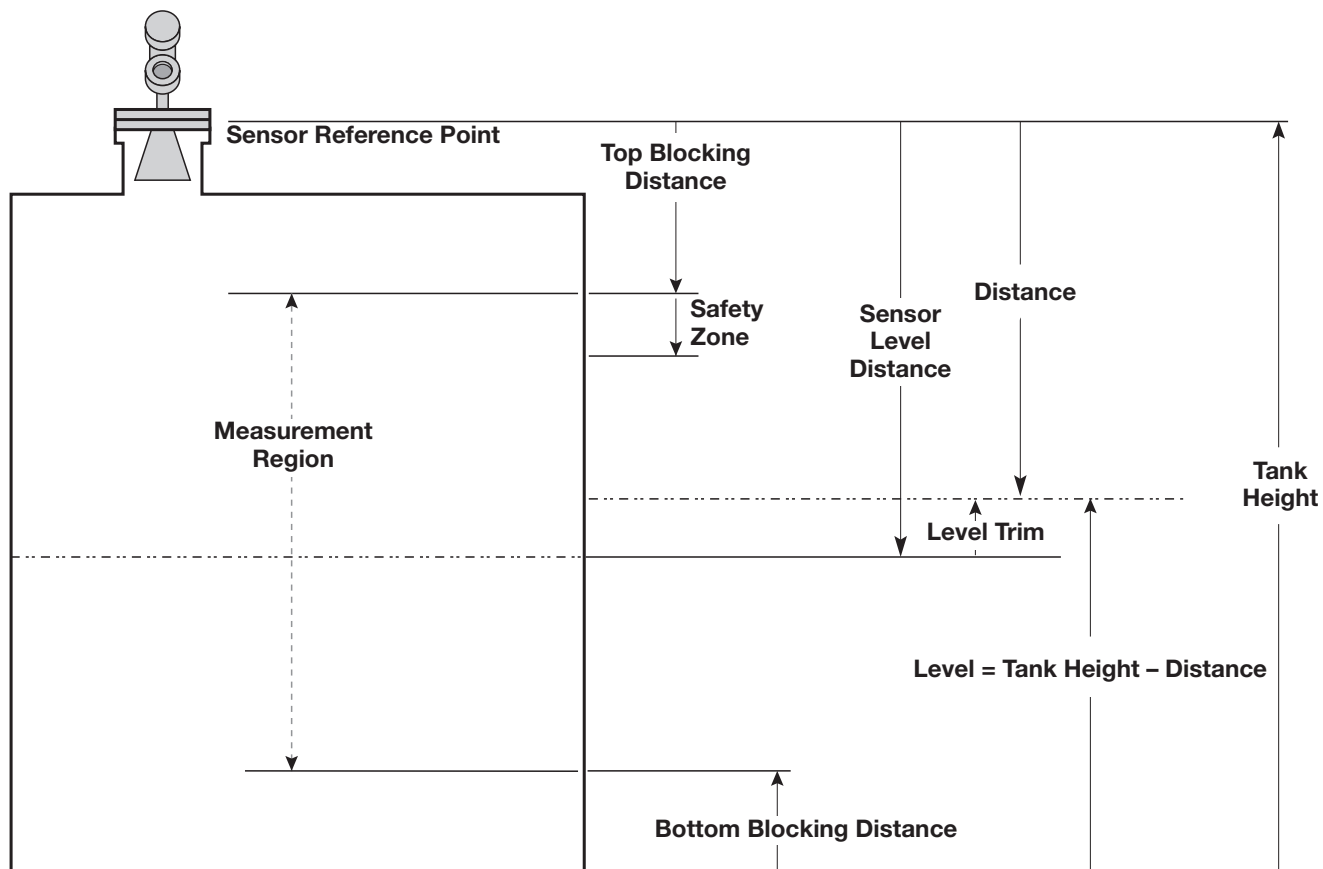 Sensor Reference Point
Top Blocking
Distance
Safety
Zone
Sensor
Level
Distance
Distance
Measurement
Region
Tank
Height
Level Trim
Level = Tank Height – Distance
Bottom Blocking Distance